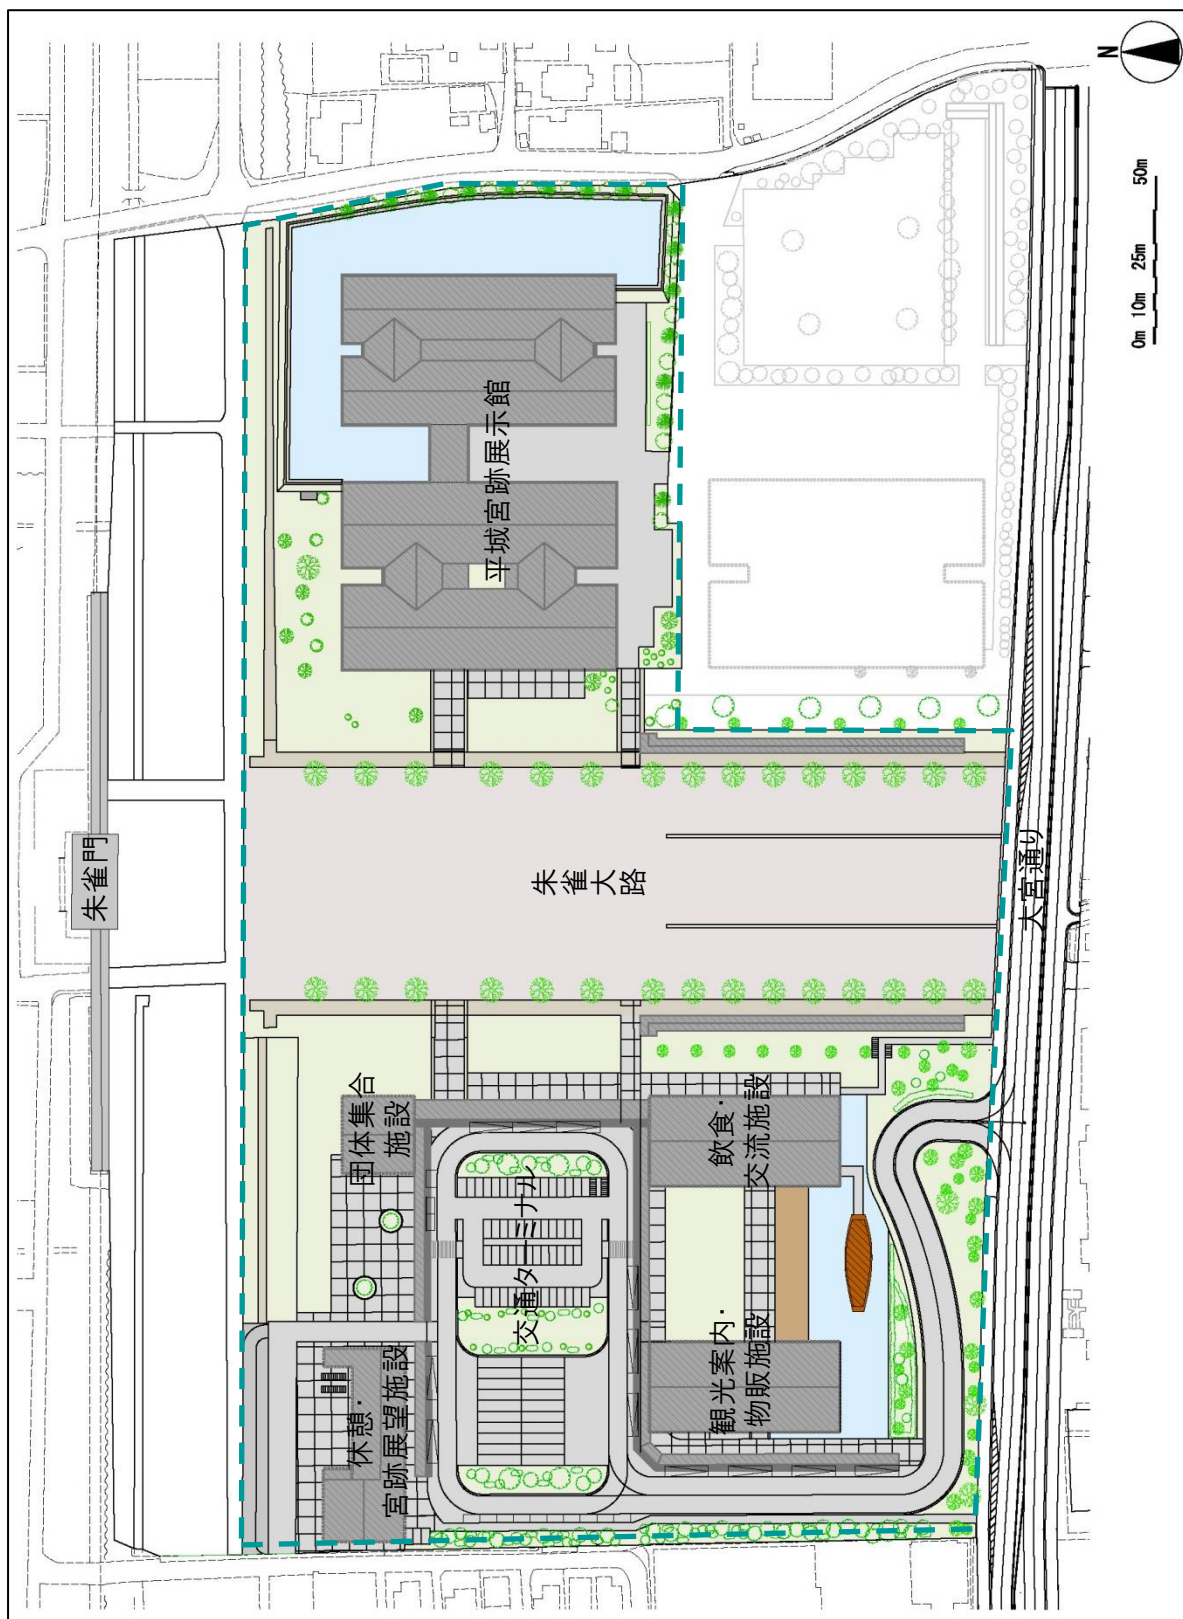 N
0m 10m 25m 50m
平城宮跡展示館
朱雀門
朱雀大路
大宮通り
団体集合
施設
飲食・
交流施設
交通ターミナル
休憩・
宮跡展望施設
観光案内・
物販施設